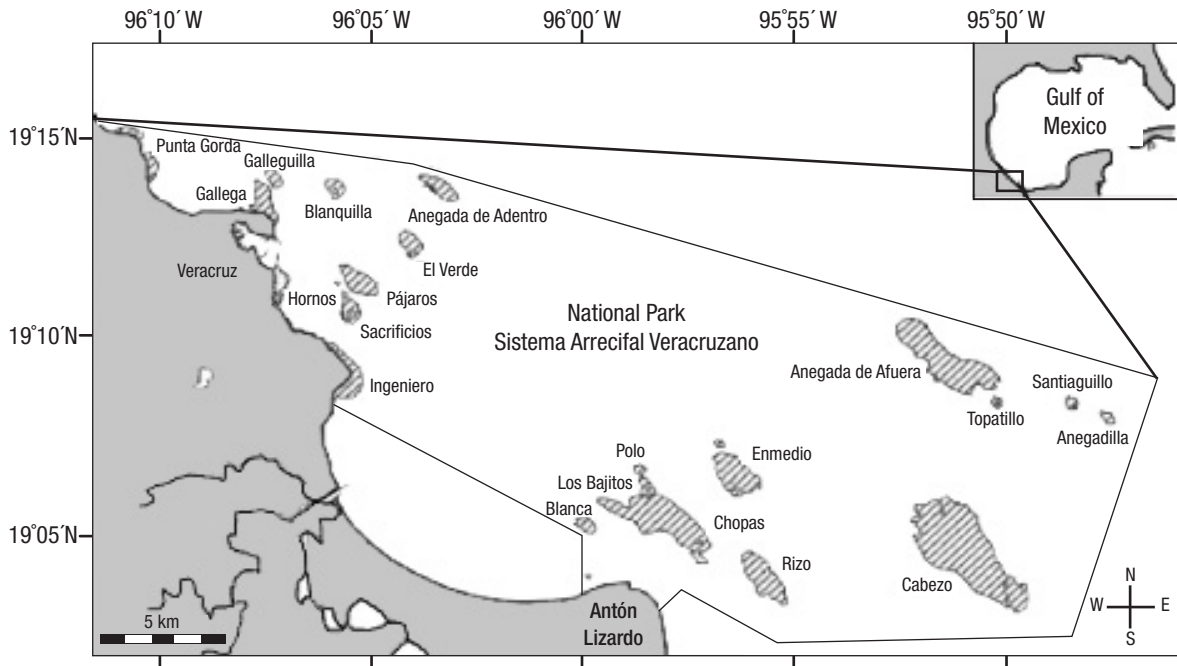 96°10´W 96°05´W 96°00´W 95°55´W 95°50´W
19°15´N
19°10´N
19°05´N
Gulf of
Mexico
Punta Gorda
Galleguilla
Gallega
Blanquilla
Anegada de Adentro
Veracruz
El Verde
Hornos
Pájaros
Sacrificios
Ingeniero
National Park
Sistema Arrecifal Veracruzano
Anegada de Afuera
Santiaguillo
Topatillo
Anegadilla
Polo
Enmedio
Los Bajitos
Blanca
Chopas
Rizo
Cabezo
Antón
Lizardo
5 km
N
W E
S